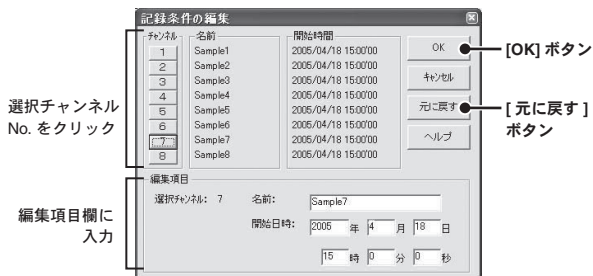 記録条件の編集
チャンネル 名前 開始時間
1 Sample1 2005/04/18 15:00'00
2 Sample2 2005/04/18 15:00'00
3 Sample3 2005/04/18 15:00'00
4 Sample4 2005/04/18 15:00'00
5 Sample5 2005/04/18 15:00'00
6 Sample6 2005/04/18 15:00'00
7 Sample7 2005/04/18 15:00'00
8 Sample8 2005/04/18 15:00'00
OK
キャンセル
元に戻す
ヘルプ
[OK] ボタン
[ 元に戻す ]
ボタン
選択チャンネル
No. をクリック
編集項目
選択チャンネル: 7 名前: Sample7
開始日時: 2005 年 4 月 18 日
15 時 0 分 0 秒
編集項目欄に
入力